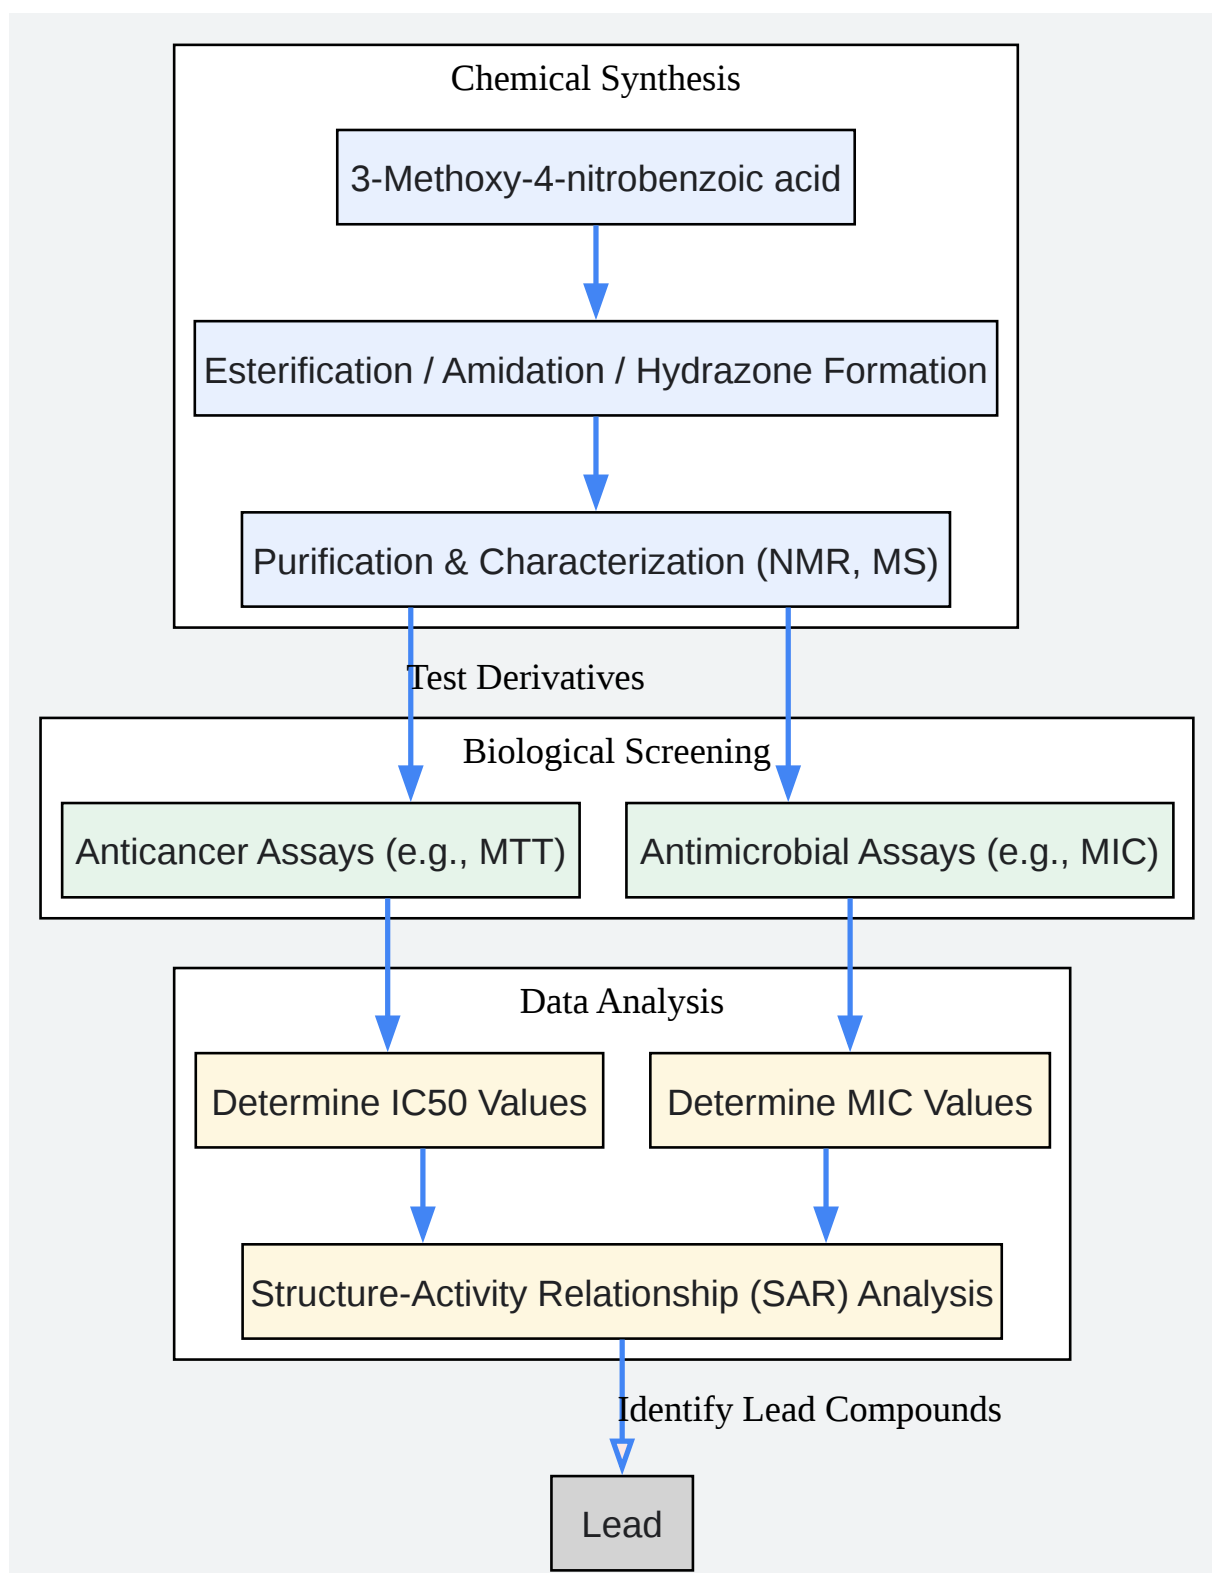 Chemical Synthesis
3-Methoxy-4-nitrobenzoic acid
Esterification / Amidation / Hydrazone Formation
Purification & Characterization (NMR, MS)
Test Derivatives
Biological Screening
Anticancer Assays (e.g., MTT)
Antimicrobial Assays (e.g., MIC)
Data Analysis
Determine IC50 Values
Determine MIC Values
Structure-Activity Relationship (SAR) Analysis
Identify Lead Compounds
Lead